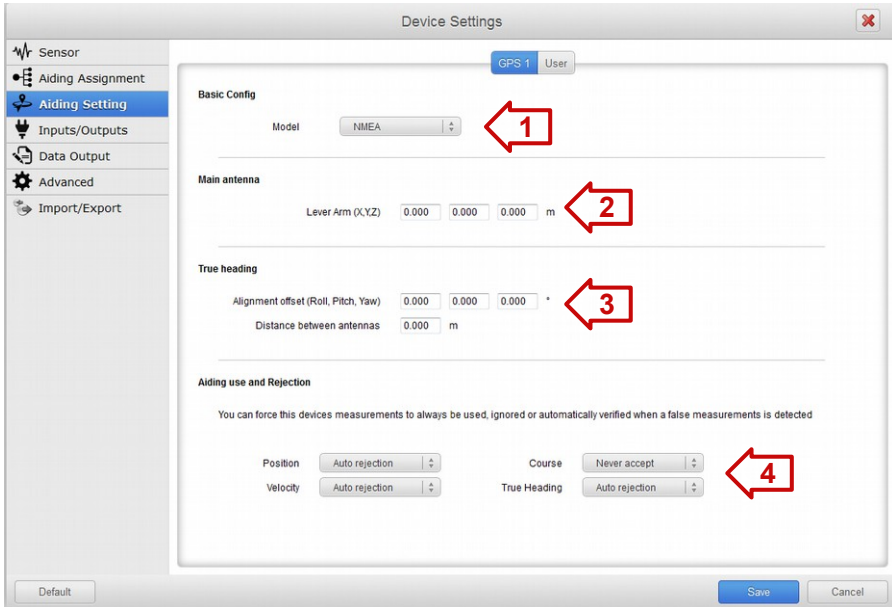 Device Settings
Sensor
Aiding Assignment
Aiding Setting
Inputs/Outputs
Data Output
Advanced
Import/Export
GPS 1 User
Basic Config
Model NMEA
1
Main antenna
Lever Arm (X,Y,Z) 0.000 0.000 0.000 m
2
True heading
Alignment offset (Roll, Pitch, Yaw) 0.000 0.000 0.000 °
3
Distance between antennas 0.000 m
Aiding use and Rejection
You can force this devices measurements to always be used, ignored or automatically verified when a false measurements is detected
Position Auto rejection Course Never accept
4
Velocity Auto rejection True Heading Auto rejection
Default Save Cancel